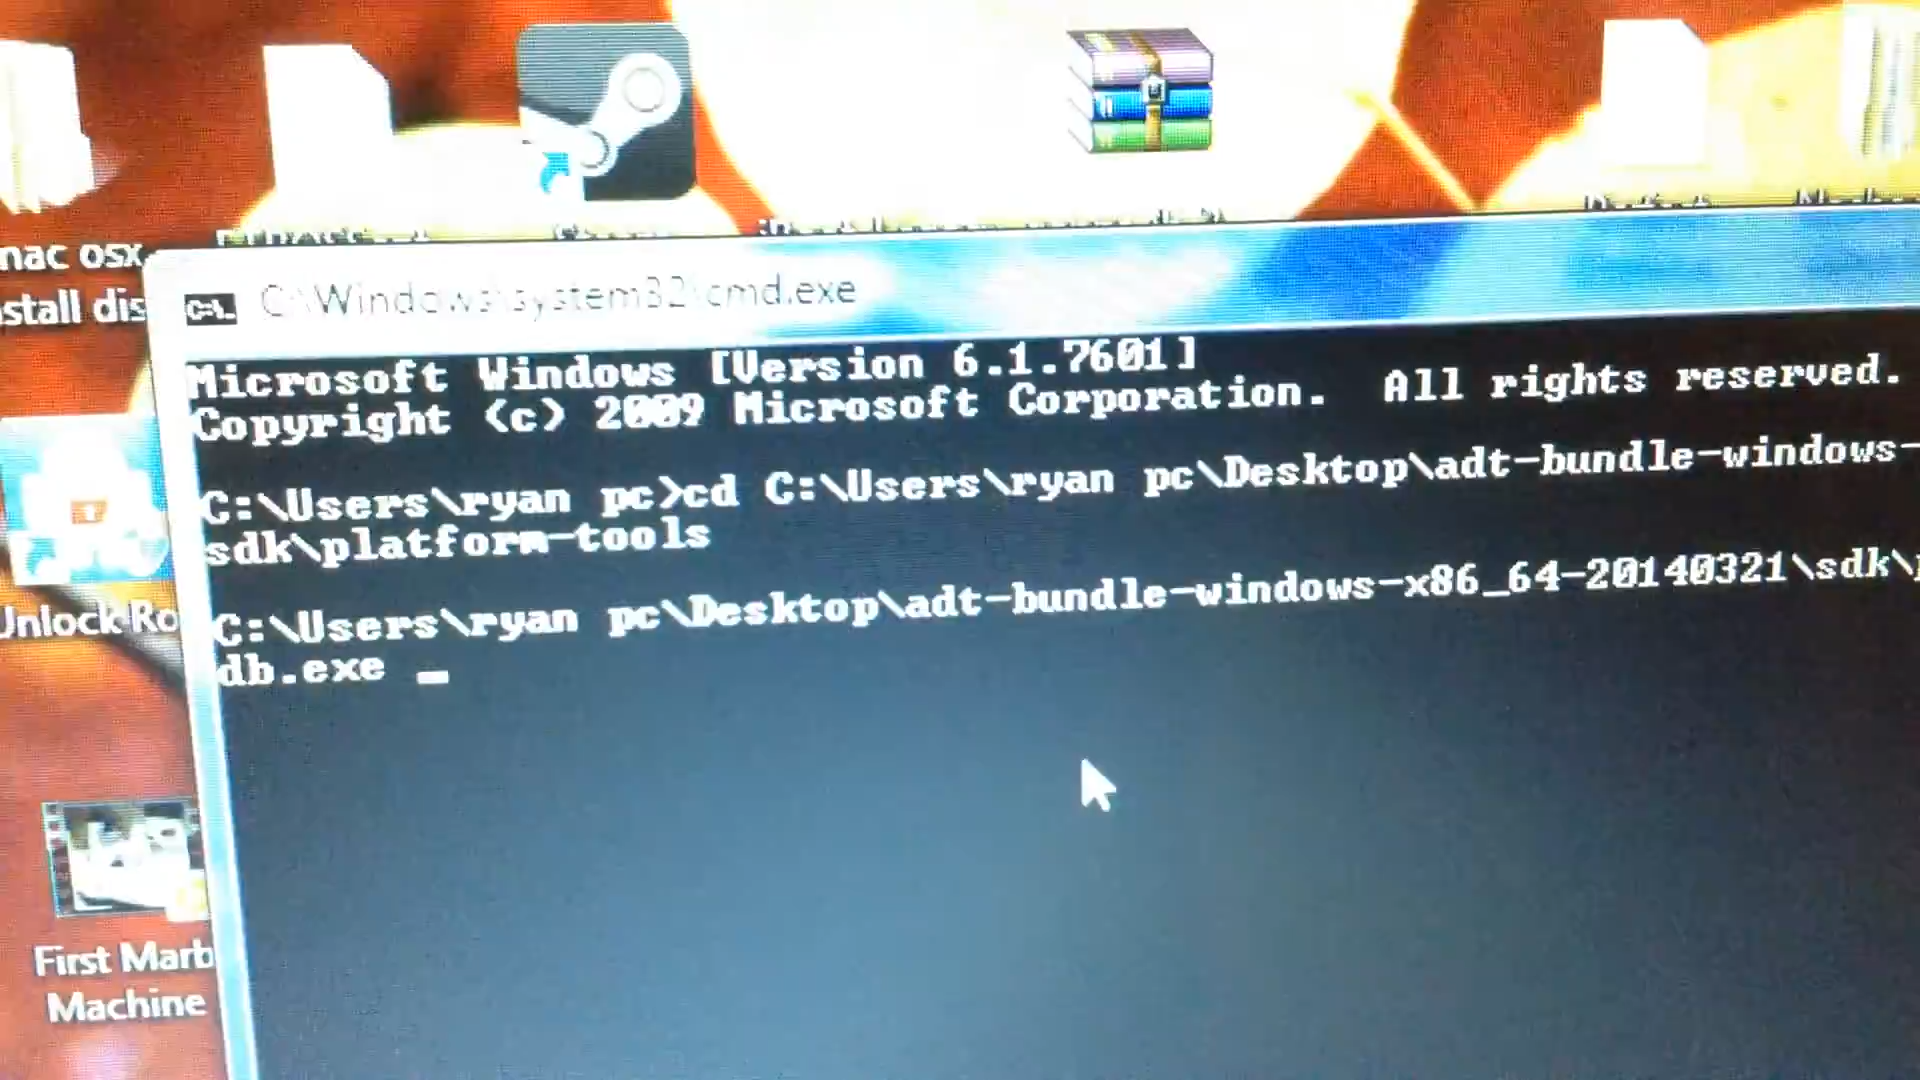 mac osx
stall dis
C:\Windows\system32\cmd.exe
Microsoft Windows [Version 6.1.7601]
Copyright (c) 2009 Microsoft Corporation.  All rights reserved.
C:\Users\ryan pc>cd C:\Users\ryan pc\Desktop\adt-bundle-windows-
sdk\platform-tools
C:\Users\ryan pc\Desktop\adt-bundle-windows-x86_64-20140321\sdk\
db.exe
Unlock Ro
First Marb
Machine